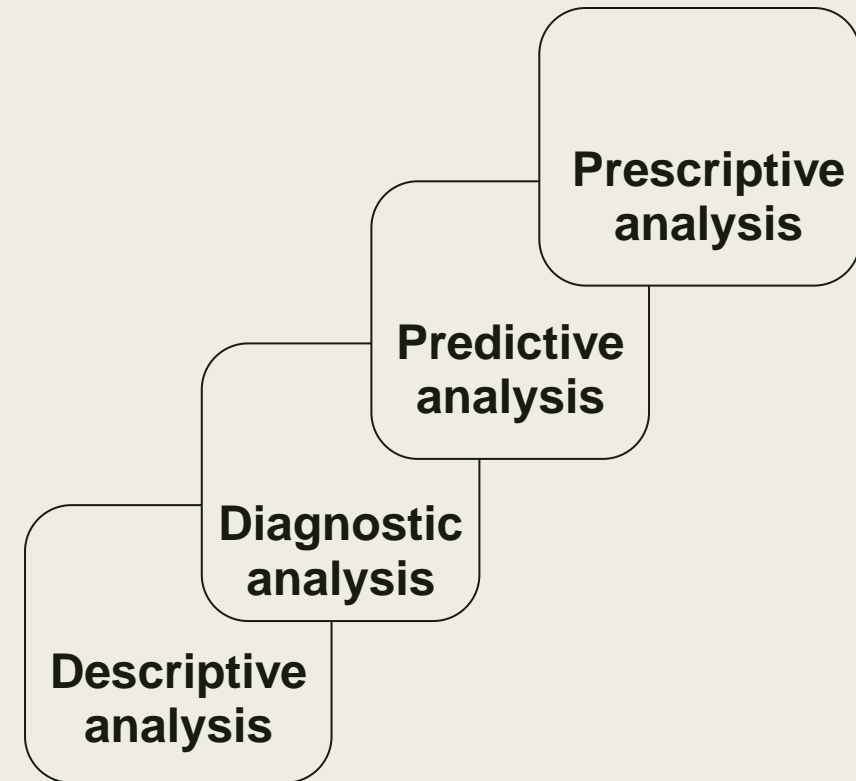 Prescriptive
analysis
Predictive
analysis
Diagnostic
analysis
Descriptive
analysis